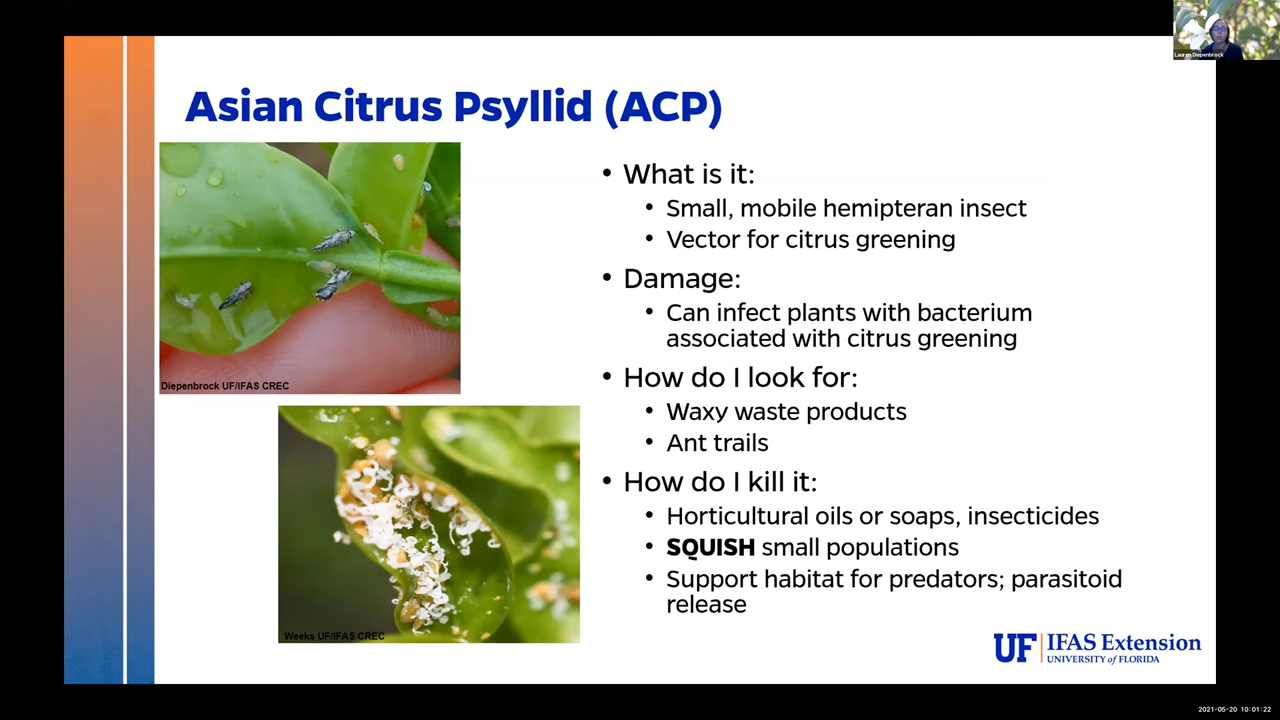 Lauren Diepenbrock
Asian Citrus Psyllid (ACP)
Diepenbrock UF/IFAS CREC
Weeks UF/IFAS CREC
• What is it:
• Small, mobile hemipteran insect
• Vector for citrus greening
• Damage:
• Can infect plants with bacterium
associated with citrus greening
• How do I look for:
• Waxy waste products
• Ant trails
• How do I kill it:
• Horticultural oils or soaps, insecticides
• SQUISH small populations
• Support habitat for predators; parasitoid
release
UF IFAS Extension
UNIVERSITY of FLORIDA
2021-05-20 10:01:22